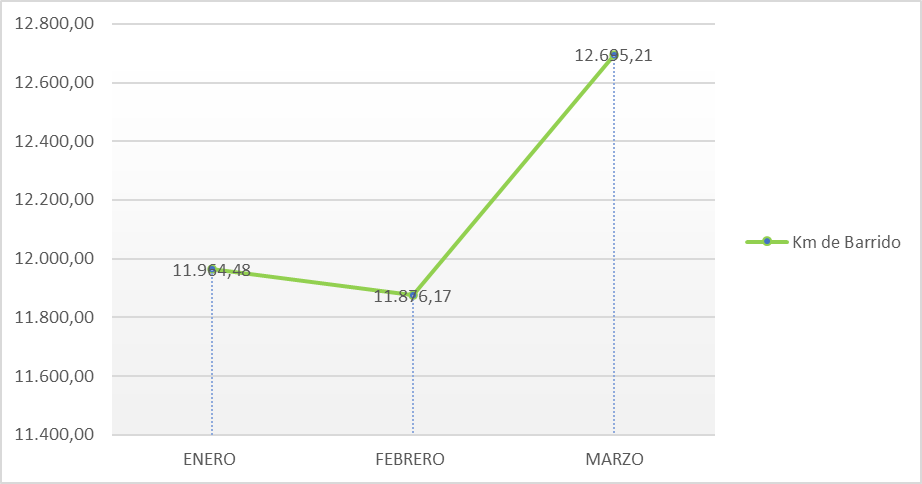 12.800,00
12.695,21
12.600,00
12.400,00
12.200,00
12.000,00
11.964,48
11.876,17
11.800,00
11.600,00
11.400,00
ENERO
FEBRERO
MARZO
Km de Barrido